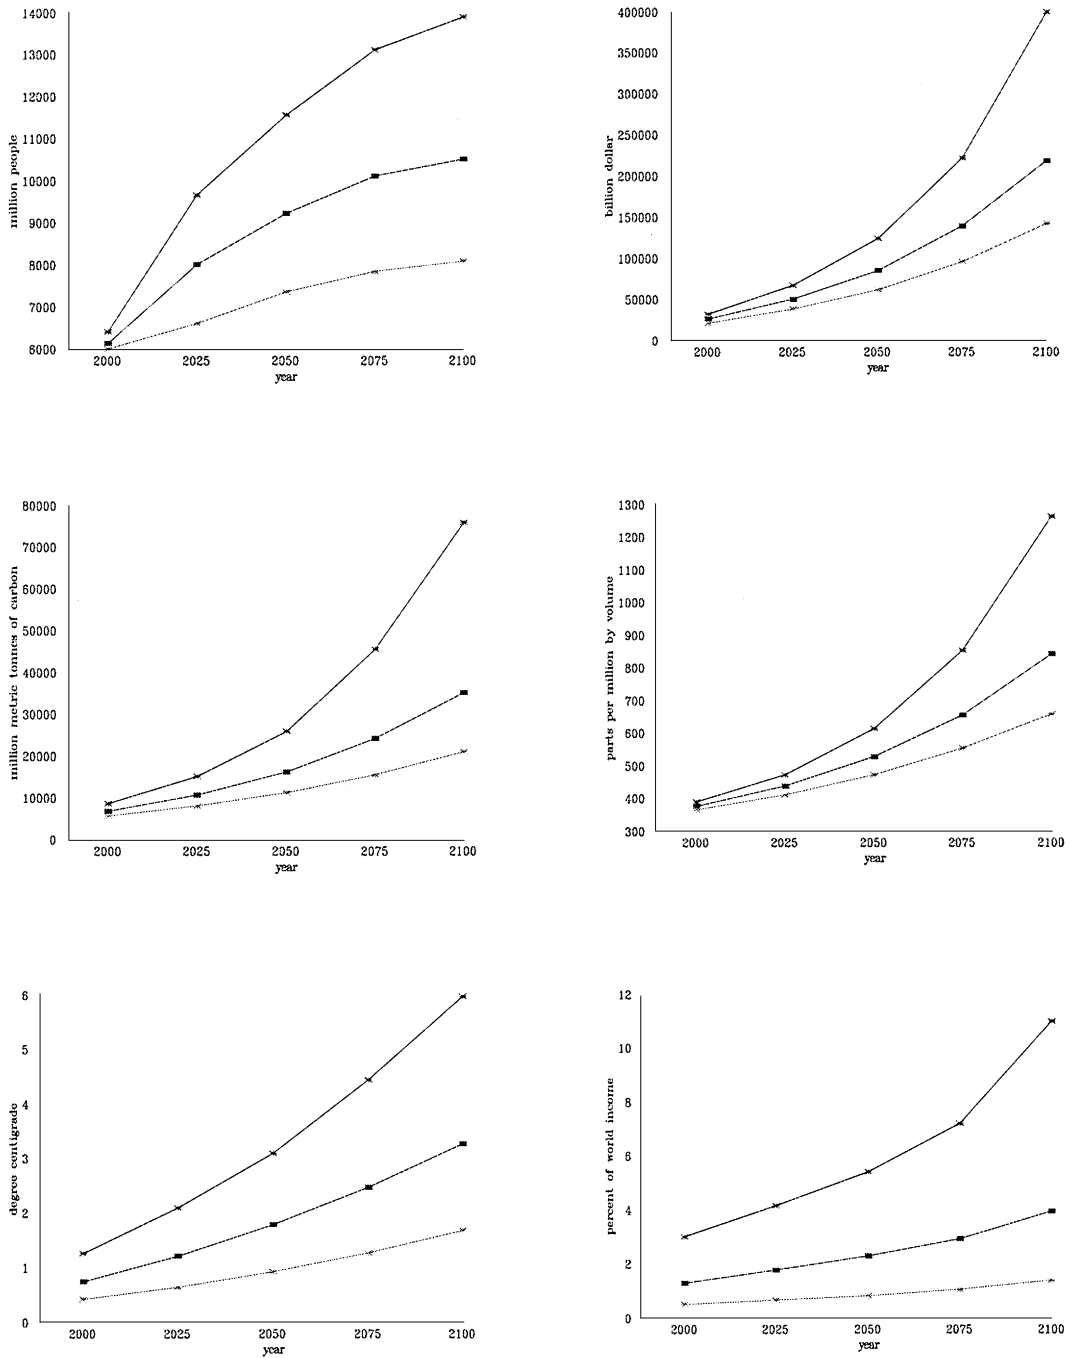 14000
13000
12000
11000
10000
9000
8000
7000
6000
million people
2000 2025 2050 2075 2100
year
400000
350000
300000
250000
200000
150000
100000
50000
0
billion dollar
2000 2025 2050 2075 2100
year
80000
70000
60000
50000
40000
30000
20000
10000
0
million metric tonnes of carbon
2000 2025 2050 2075 2100
year
1300
1200
1100
1000
900
800
700
600
500
400
300
parts per million by volume
2000 2025 2050 2075 2100
year
6
5
4
3
2
1
0
degree centigrade
2000 2025 2050 2075 2100
year
12
10
8
6
4
2
0
percent of world income
2000 2025 2050 2075 2100
year